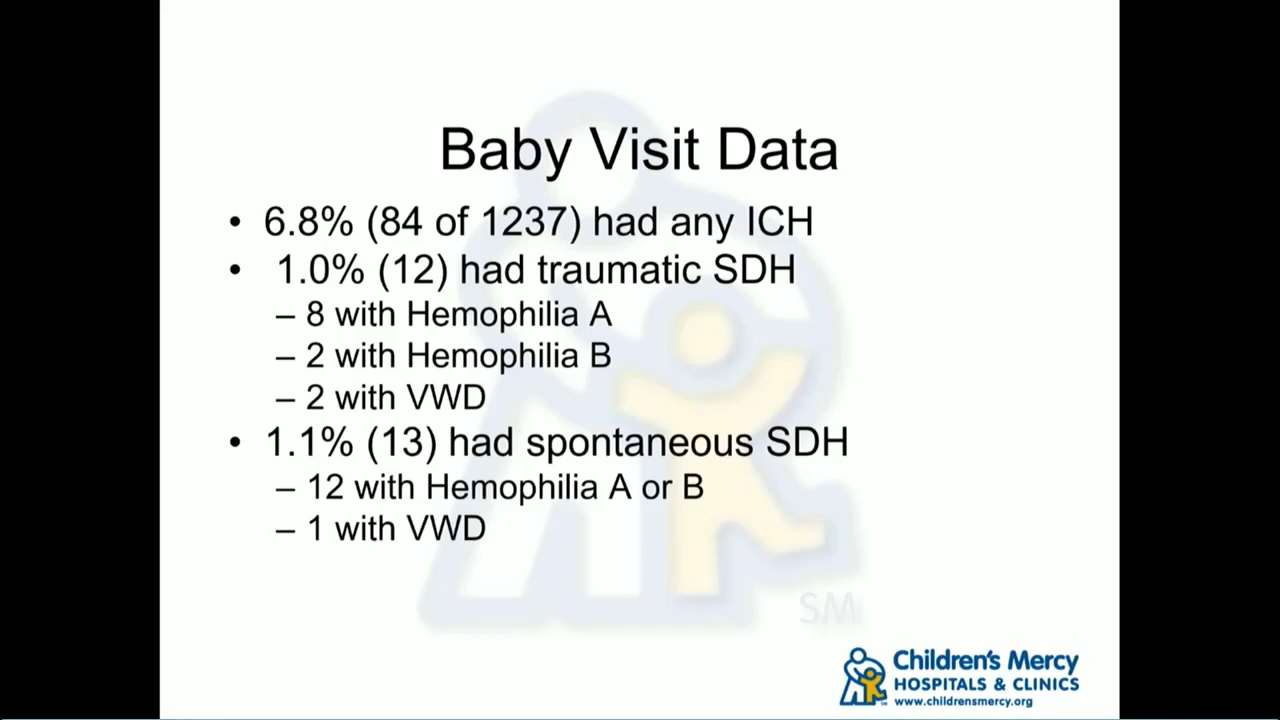 Baby Visit Data
• 6.8% (84 of 1237) had any ICH
• 1.0% (12) had traumatic SDH
– 8 with Hemophilia A
– 2 with Hemophilia B
– 2 with VWD
• 1.1% (13) had spontaneous SDH
– 12 with Hemophilia A or B
– 1 with VWD
SM
Children's Mercy
HOSPITALS & CLINICS
www.childrensmercy.org